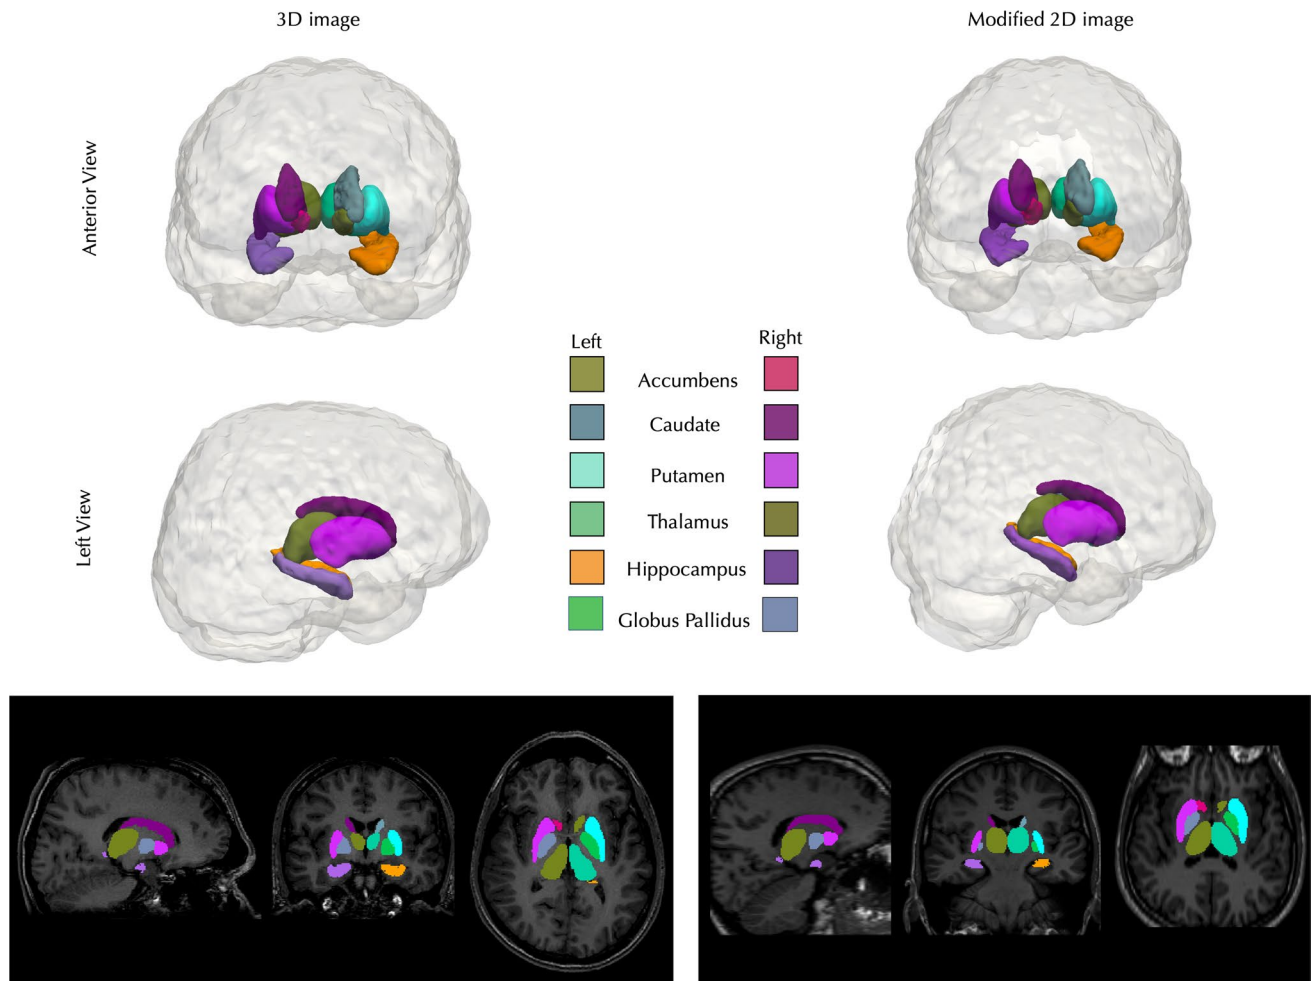 3D image
Modified 2D image
Anterior View
Left
Right
Accumbens
Caudate
Putamen
Left View
Thalamus
Hippocampus
Globus Pallidus